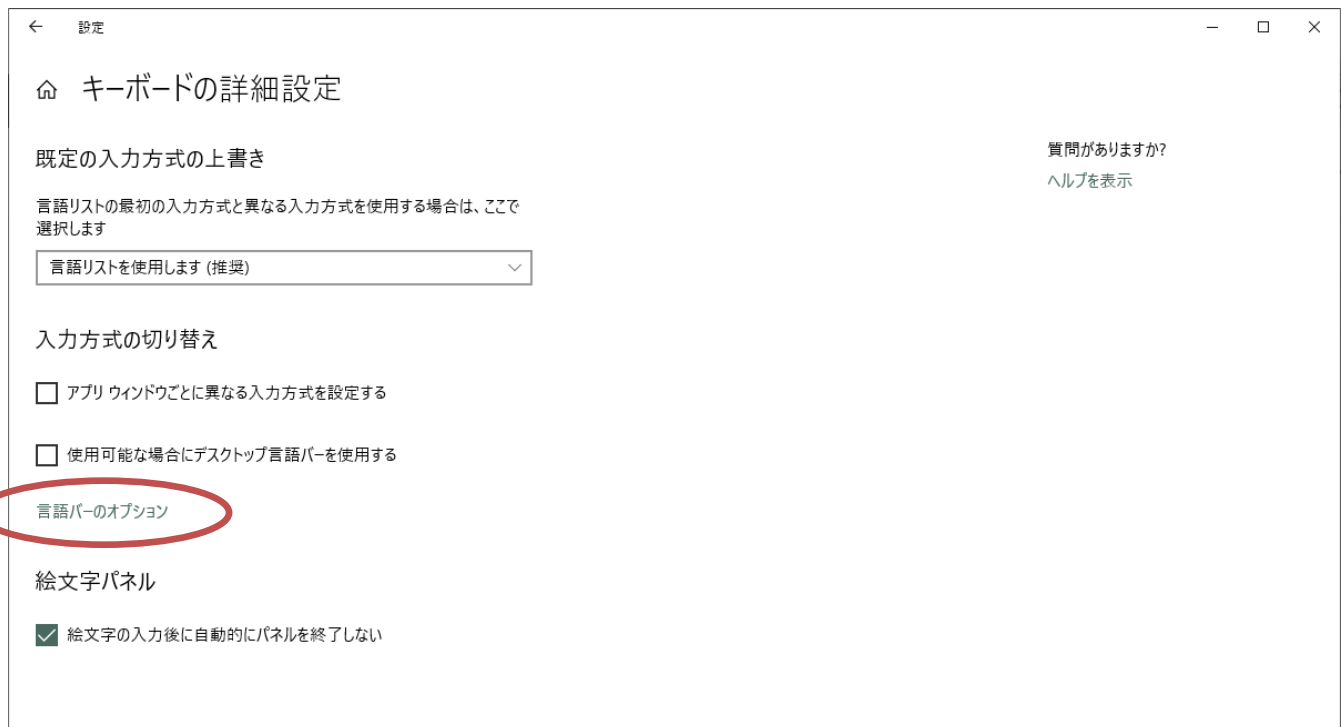 設定
キーボードの詳細設定
既定の入力方式の上書き
言語リストの最初の入力方式と異なる入力方式を使用する場合は、ここで
選択します
言語リストを使用します (推奨)
入力方式の切り替え
アプリ ウィンドウごとに異なる入力方式を設定する
使用可能な場合にデスクトップ言語バーを使用する
言語バーのオプション
絵文字パネル
絵文字の入力後に自動的にパネルを終了しない
質問がありますか?
ヘルプを表示